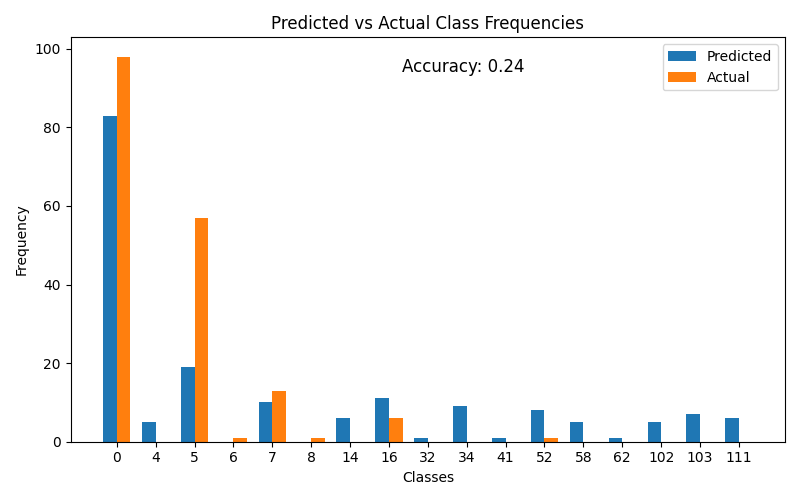 Predicted vs Actual Class Frequencies
Accuracy: 0.24
Predicted
Actual
Frequency
100
80
60
40
20
0
0 4 5 6 7 8 14 16 32 34 41 52 58 62 102 103 111
Classes